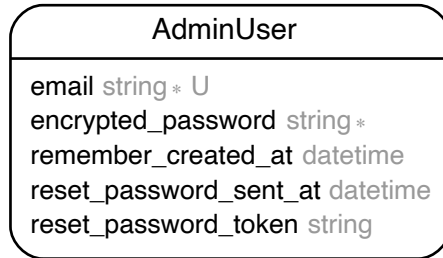 AdminUser
email string * U
encrypted_password string *
remember_created_at datetime
reset_password_sent_at datetime
reset_password_token string